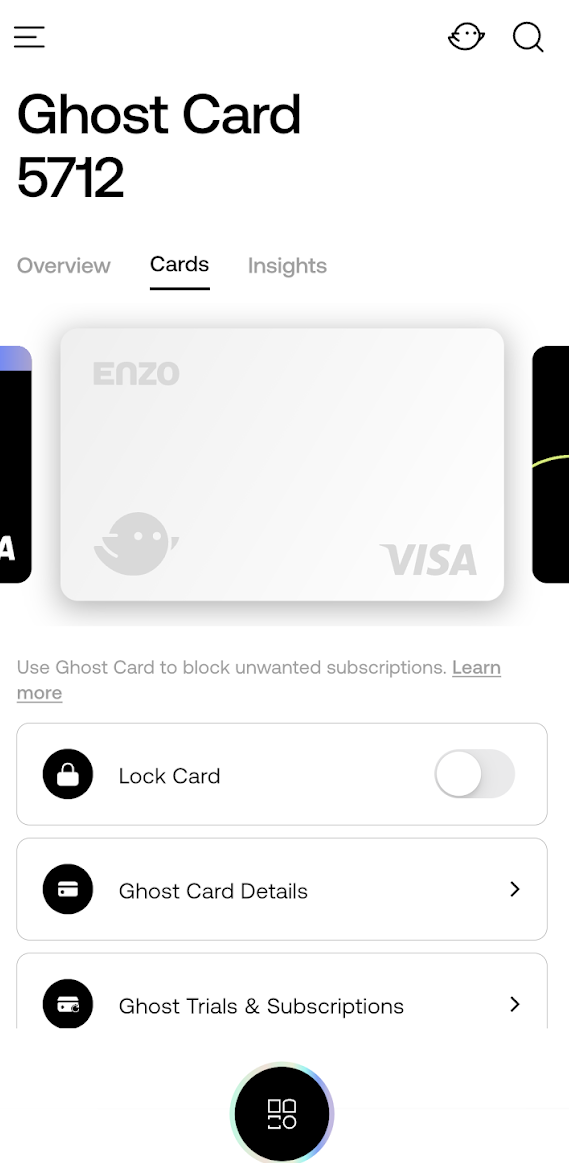 Ghost Card
5712
Overview Cards Insights
ENZO
A
VISA
Use Ghost Card to block unwanted subscriptions. Learn
more
Lock Card
Ghost Card Details
Ghost Trials & Subscriptions